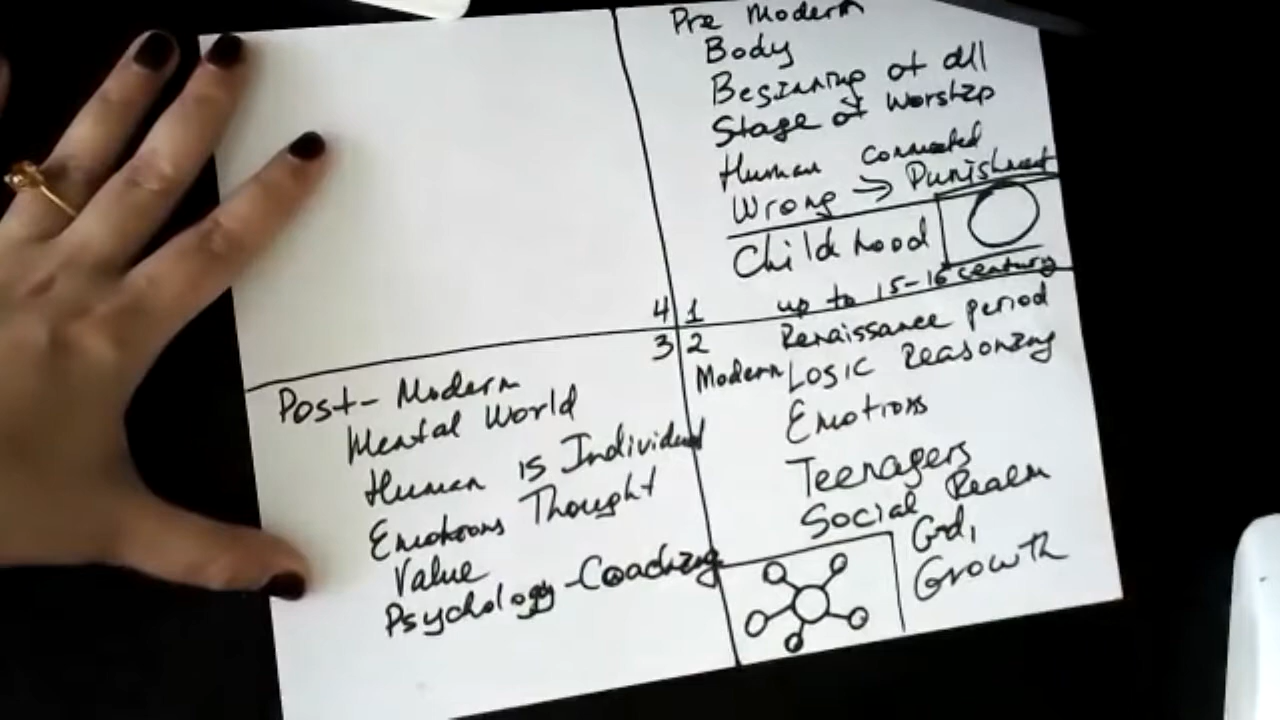 Pre Modern
Body
Beginning of all
Stage of worship
Human connected
Wrong → Punishment
Childhood
up to 15-16 century
4 1
3 2
Renaissance period
Modern Logic Reasoning
Emotions
Teenagers
Social Realm
God,
Growth
Post-Modern
Mental World
Human is Individual
Emotions Thought
Value
Psychology-Coaching